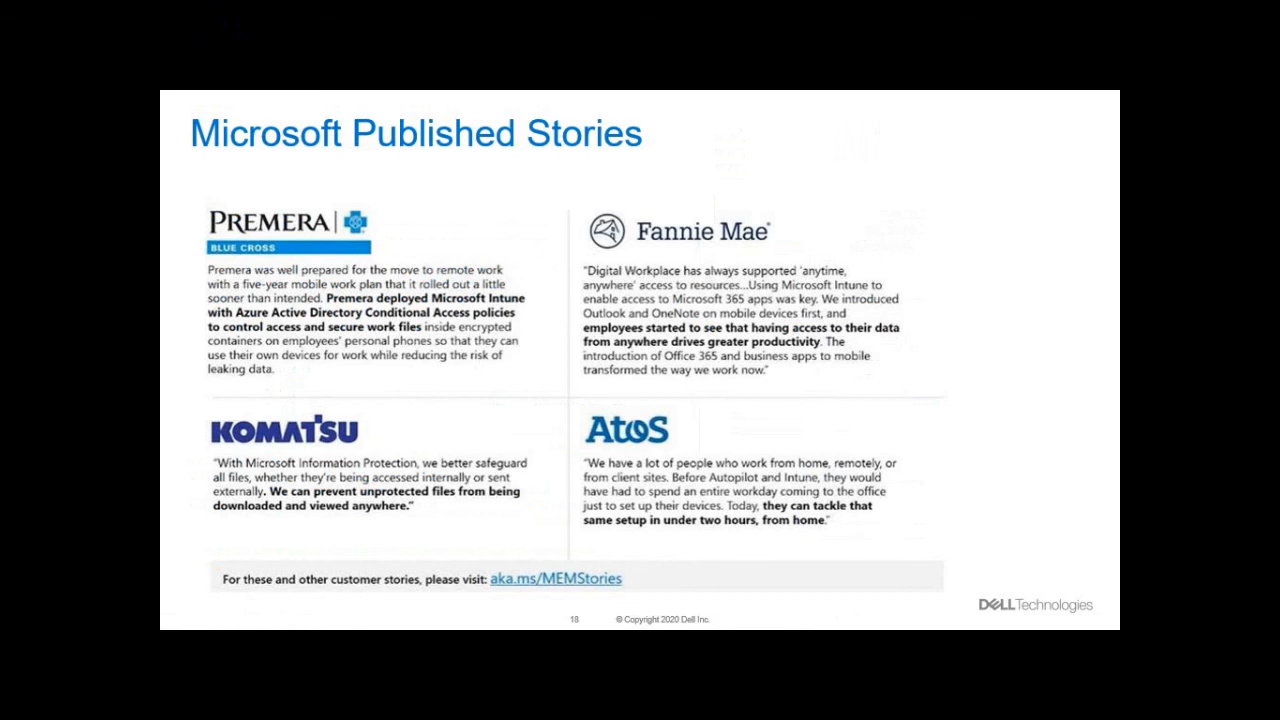 Microsoft Published Stories
PREMERA
BLUE CROSS
Premera was well prepared for the move to remote work
with a five-year mobile work plan that it rolled out a little
sooner than intended. Premera deployed Microsoft Intune
with Azure Active Directory Conditional Access policies
to control access and secure work files inside encrypted
containers on employees' personal phones so that they can
use their own devices for work while reducing the risk of
leaking data.
Fannie Mae®
"Digital Workplace has always supported 'anytime,
anywhere' access to resources...Using Microsoft Intune to
enable access to Microsoft 365 apps was key. We introduced
Outlook and OneNote on mobile devices first, and
employees started to see that having access to their data
from anywhere drives greater productivity. The
introduction of Office 365 and business apps to mobile
transformed the way we work now."
KOMATSU
"With Microsoft Information Protection, we better safeguard
all files, whether they're being accessed internally or sent
externally. We can prevent unprotected files from being
downloaded and viewed anywhere."
Atos
"We have a lot of people who work from home, remotely, or
from client sites. Before Autopilot and Intune, they would
have had to spend an entire workday coming to the office
just to set up their devices. Today, they can tackle that
same setup in under two hours, from home."
For these and other customer stories, please visit: aka.ms/MEMStories
DELLTechnologies
18 © Copyright 2020 Dell Inc.